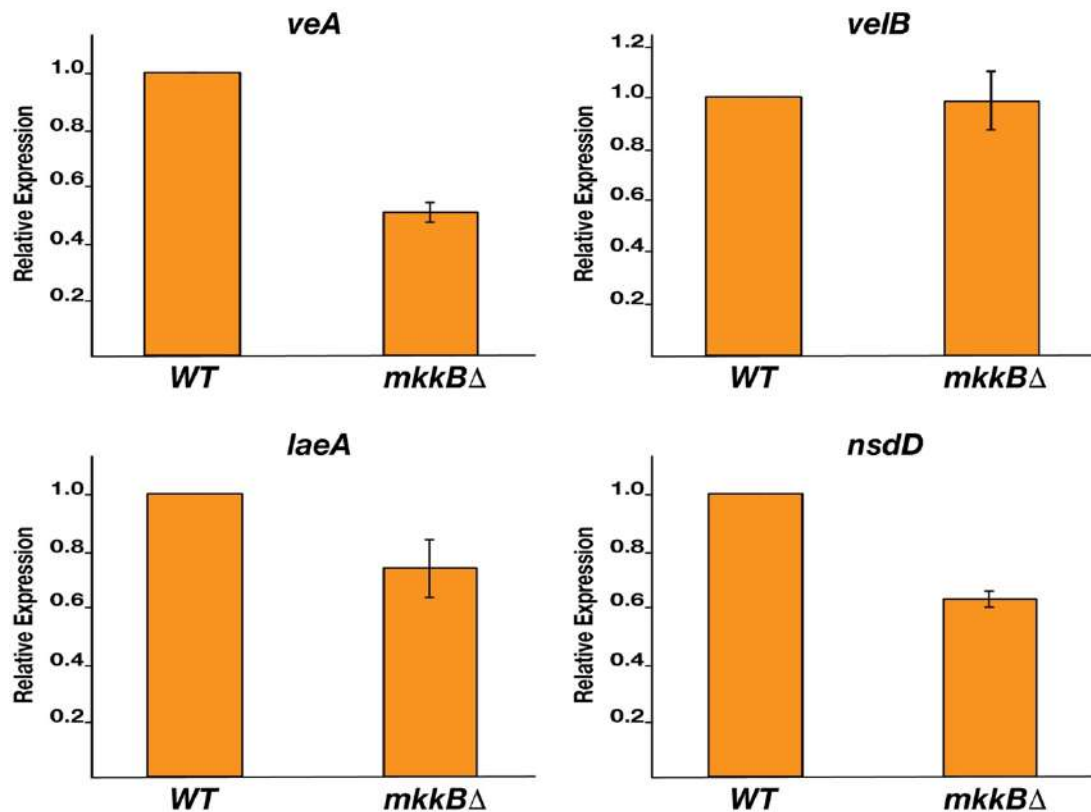 veA
Relative Expression
1.0
0.8
0.6
0.4
0.2
WT mkkBΔ
velB
Relative Expression
1.2
1.0
0.8
0.6
0.4
0.2
WT mkkBΔ
laeA
Relative Expression
1.0
0.8
0.6
0.4
0.2
WT mkkBΔ
nsdD
Relative Expression
1.0
0.8
0.6
0.4
0.2
WT mkkBΔ